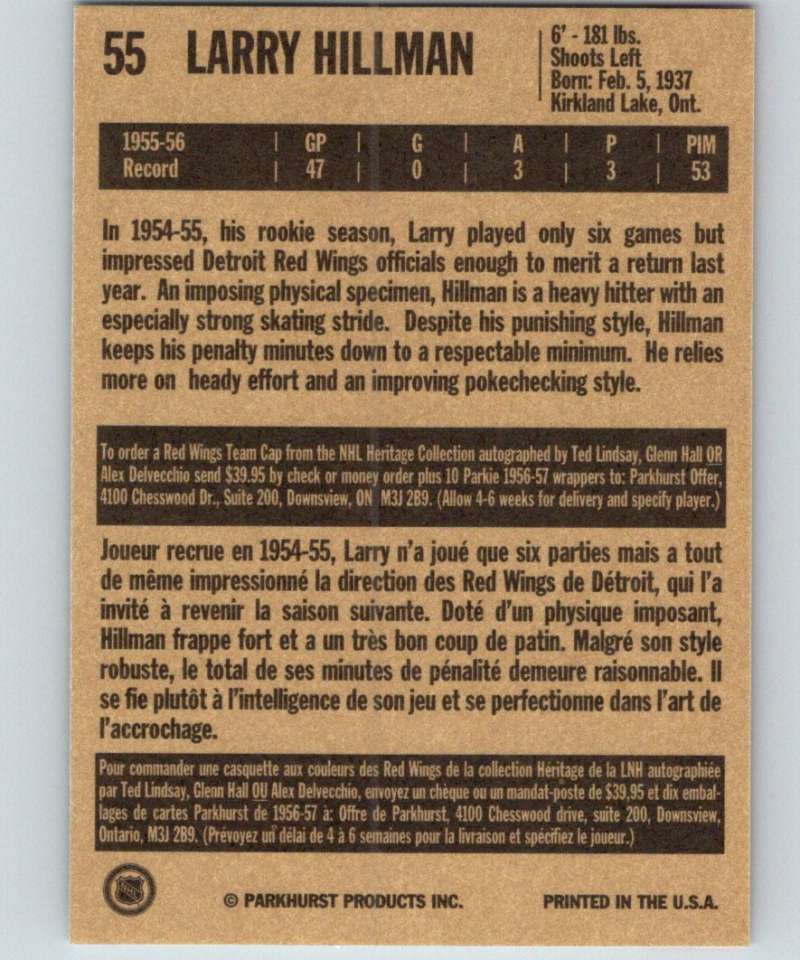 55 LARRY HILLMAN
6' - 181 lbs.
Shoots Left
Born: Feb. 5, 1937
Kirkland Lake, Ont.
1955-56 | GP | G | A | P | PIM
Record | 47 | 0 | 3 | 3 | 53
In 1954-55, his rookie season, Larry played only six games but
impressed Detroit Red Wings officials enough to merit a return last
year. An imposing physical specimen, Hillman is a heavy hitter with an
especially strong skating stride. Despite his punishing style, Hillman
keeps his penalty minutes down to a respectable minimum. He relies
more on heady effort and an improving pokechecking style.
To order a Red Wings Team Cap from the NHL Heritage Collection autographed by Ted Lindsay, Glenn Hall OR
Alex Delvecchio send $39.95 by check or money order plus 10 Parkie 1956-57 wrappers to: Parkhurst Offer,
4100 Chesswood Dr., Suite 200, Downsview, ON M3J 2B9. (Allow 4-6 weeks for delivery and specify player.)
Joueur recrue en 1954-55, Larry n'a joué que six parties mais a tout
de même impressionné la direction des Red Wings de Détroit, qui l'a
invité à revenir la saison suivante. Doté d'un physique imposant,
Hillman frappe fort et a un très bon coup de patin. Malgré son style
robuste, le total de ses minutes de pénalité demeure raisonnable. Il
se fie plutôt à l'intelligence de son jeu et se perfectionne dans l'art de
l'accrochage.
Pour commander une casquette aux couleurs des Red Wings de la collection Héritage de la LNH autographiée
par Ted Lindsay, Glenn Hall OU Alex Delvecchio, envoyez un chèque ou un mandat-poste de $39.95 et dix embal-
lages de cartes Parkhurst de 1956-57 à: Offre de Parkhurst, 4100 Chesswood drive, suite 200, Downsview,
Ontario, M3J 2B9. (Prévoyez un délai de 4 à 6 semaines pour la livraison et spécifiez le joueur.)
NHL
© PARKHURST PRODUCTS INC. PRINTED IN THE U.S.A.